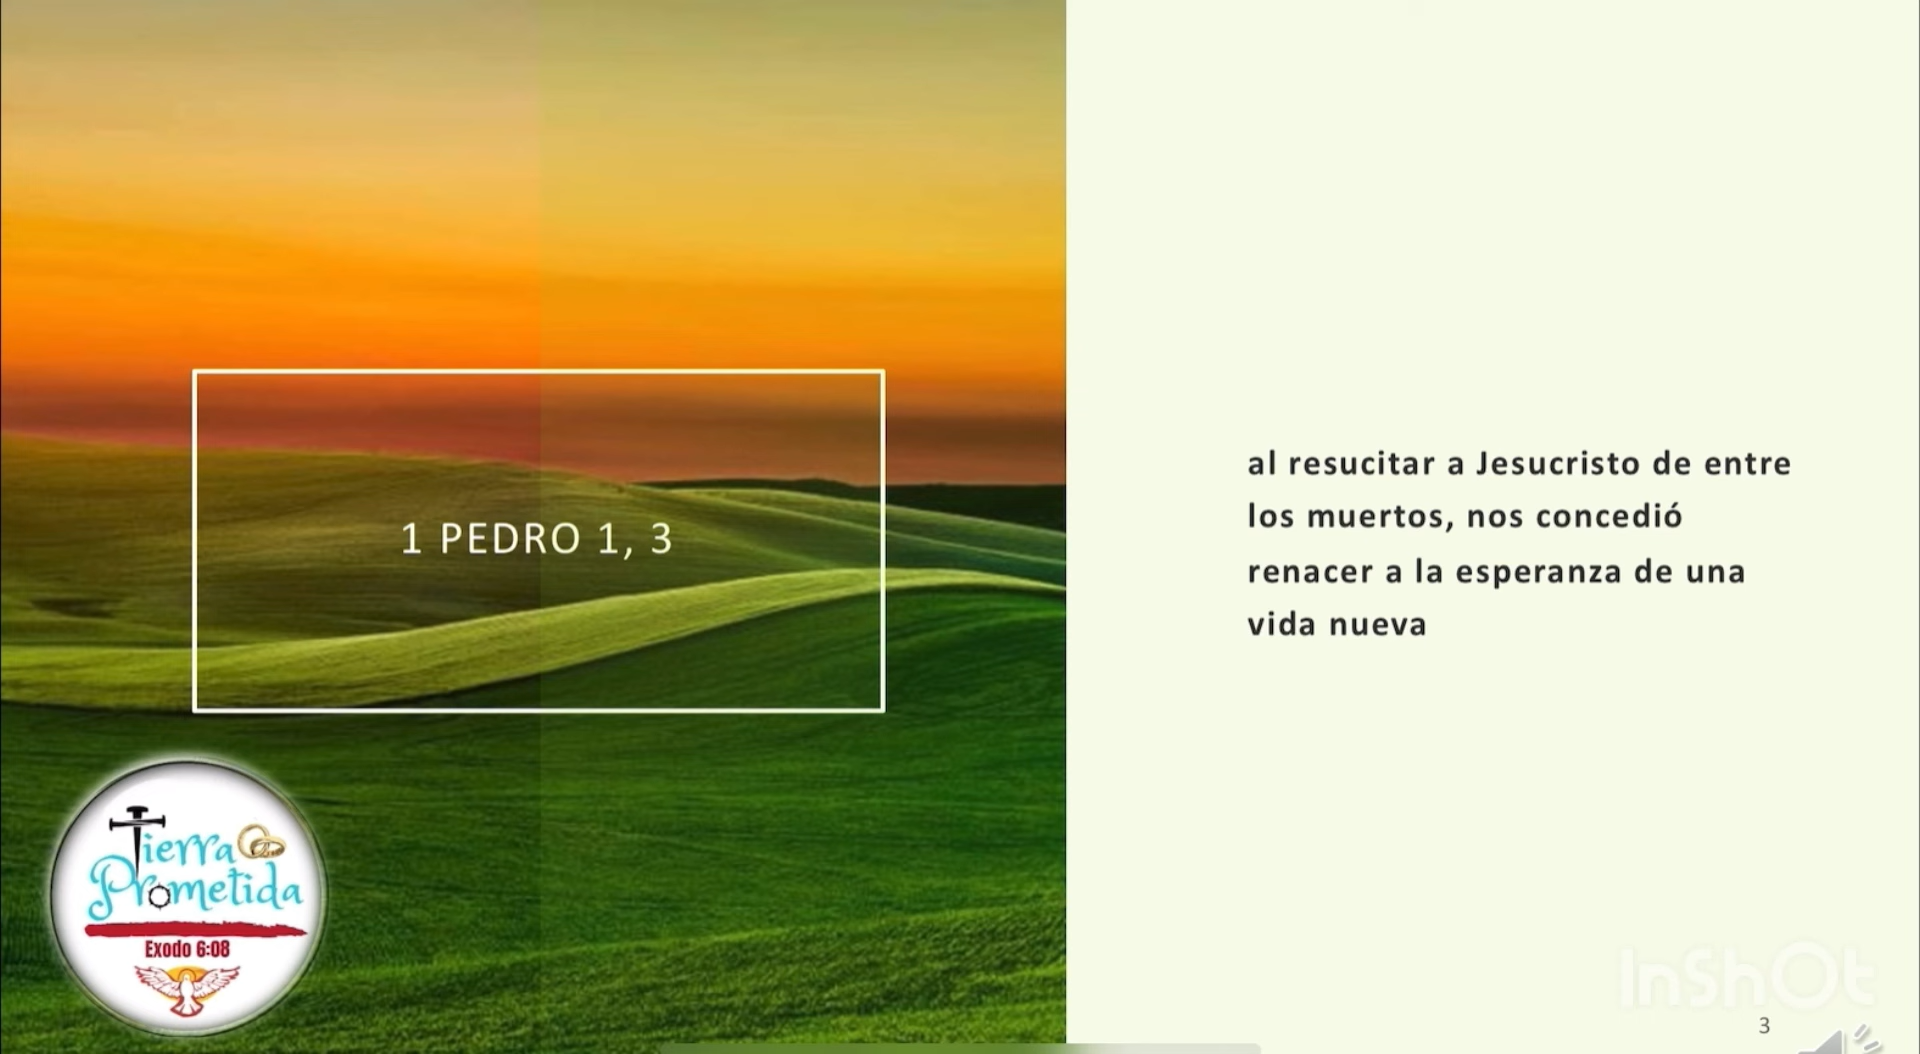 1 PEDRO 1, 3
al resucitar a Jesucristo de entre
los muertos, nos concedió
renacer a la esperanza de una
vida nueva
Tierra
Prometida
Exodo 6:08
InShOt
3